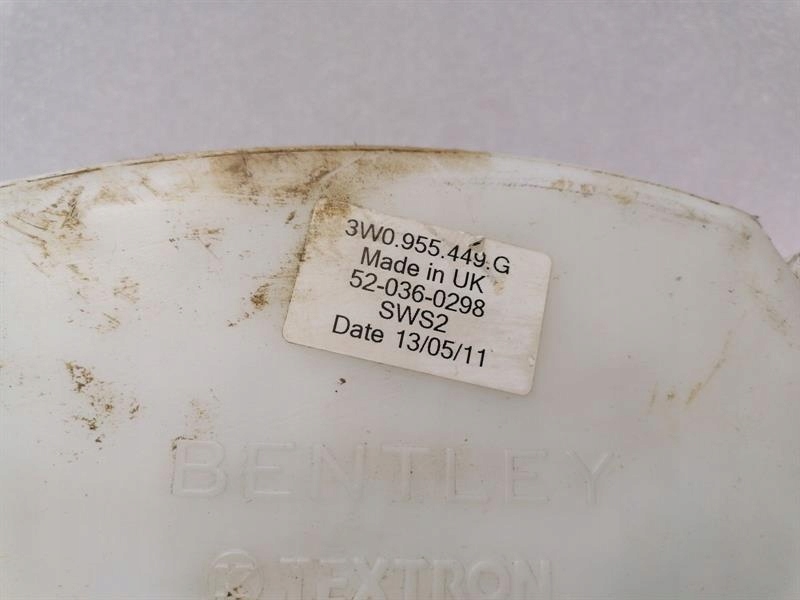 3W0.955.449.G
Made in UK
52-036-0298
SWS2
Date 13/05/11
BENTLEY
K TEXTRON